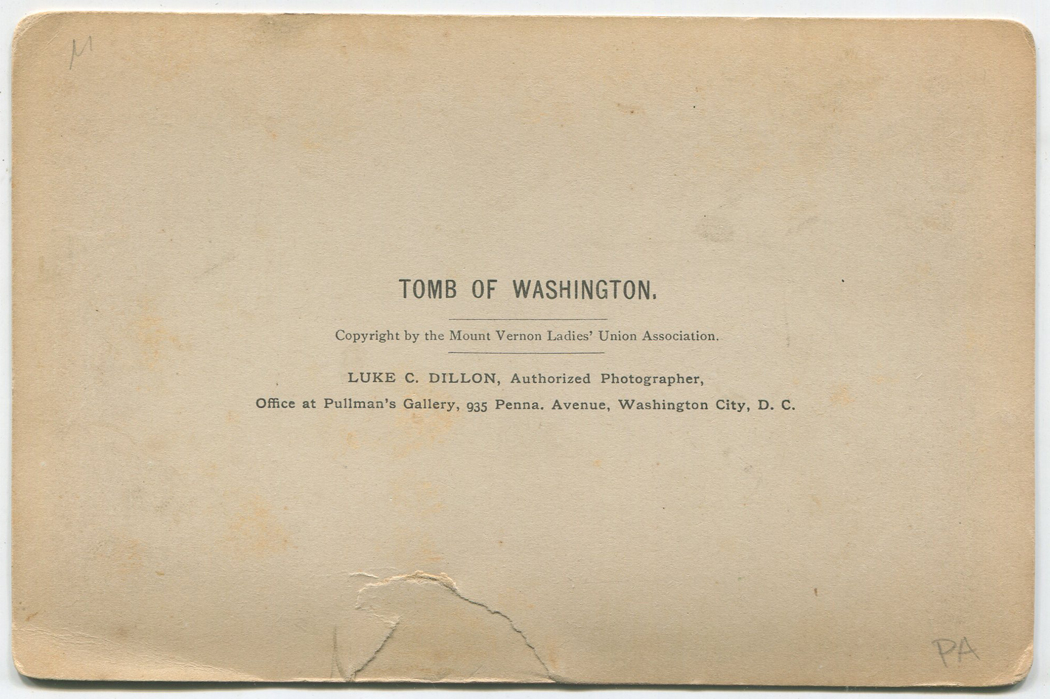 M
TOMB OF WASHINGTON.
Copyright by the Mount Vernon Ladies' Union Association.
LUKE C. DILLON, Authorized Photographer,
Office at Pullman's Gallery, 935 Penna. Avenue, Washington City, D. C.
PA